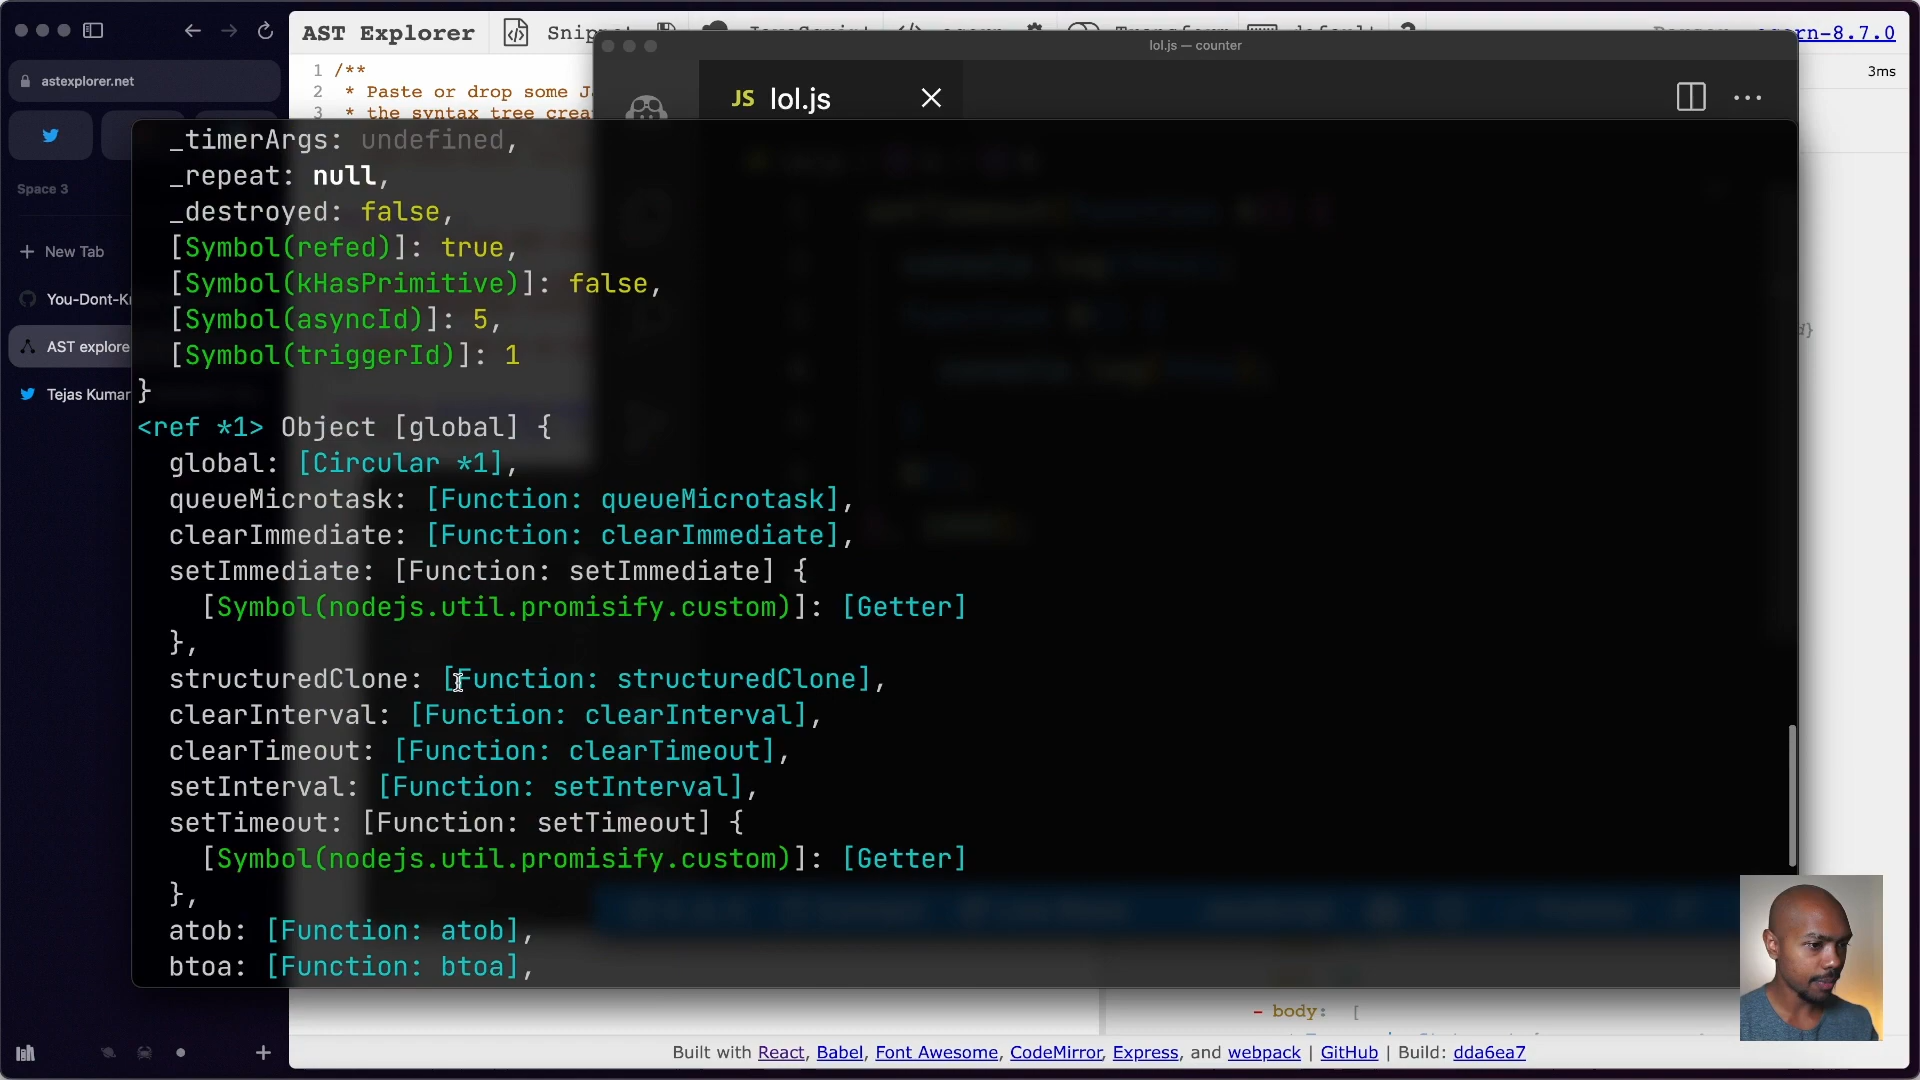 astexplorer.net
Space 3
New Tab
You-Dont-K
AST explore
Tejas Kumar
AST Explorer
lol.js — counter
rn-8.7.0
3ms
1 /**
2 * Paste or drop some J
3 * the syntax tree crea
JS lol.js
_timerArgs: undefined,
_repeat: null,
_destroyed: false,
[Symbol(refed)]: true,
[Symbol(kHasPrimitive)]: false,
[Symbol(asyncId)]: 5,
[Symbol(triggerId)]: 1
}
<ref *1> Object [global] {
global: [Circular *1],
queueMicrotask: [Function: queueMicrotask],
clearImmediate: [Function: clearImmediate],
setImmediate: [Function: setImmediate] {
[Symbol(nodejs.util.promisify.custom)]: [Getter]
},
structuredClone: [Function: structuredClone],
clearInterval: [Function: clearInterval],
clearTimeout: [Function: clearTimeout],
setInterval: [Function: setInterval],
setTimeout: [Function: setTimeout] {
[Symbol(nodejs.util.promisify.custom)]: [Getter]
},
atob: [Function: atob],
btoa: [Function: btoa],
- body: [
Built with React, Babel, Font Awesome, CodeMirror, Express, and webpack | GitHub | Build: dda6ea7